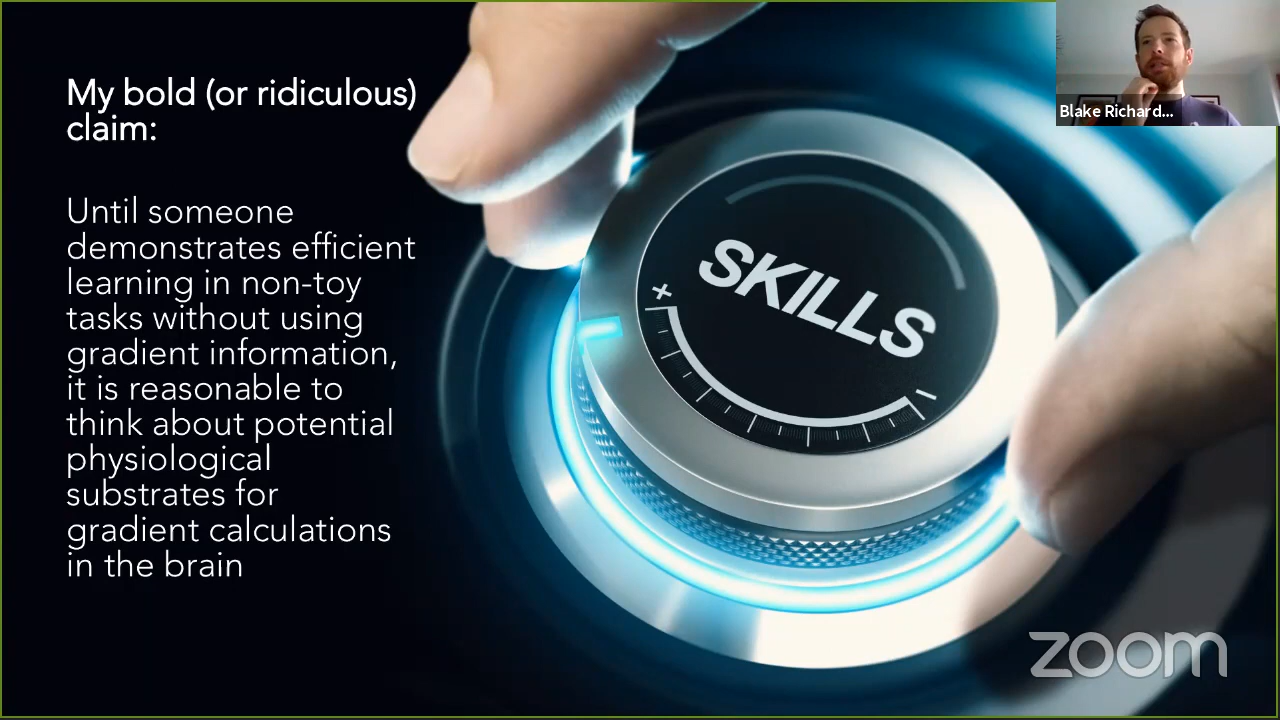 My bold (or ridiculous)
claim:
Until someone
demonstrates efficient
learning in non-toy
tasks without using
gradient information,
it is reasonable to
think about potential
physiological
substrates for
gradient calculations
in the brain
+
SKILLS
-
Blake Richard...
zoom